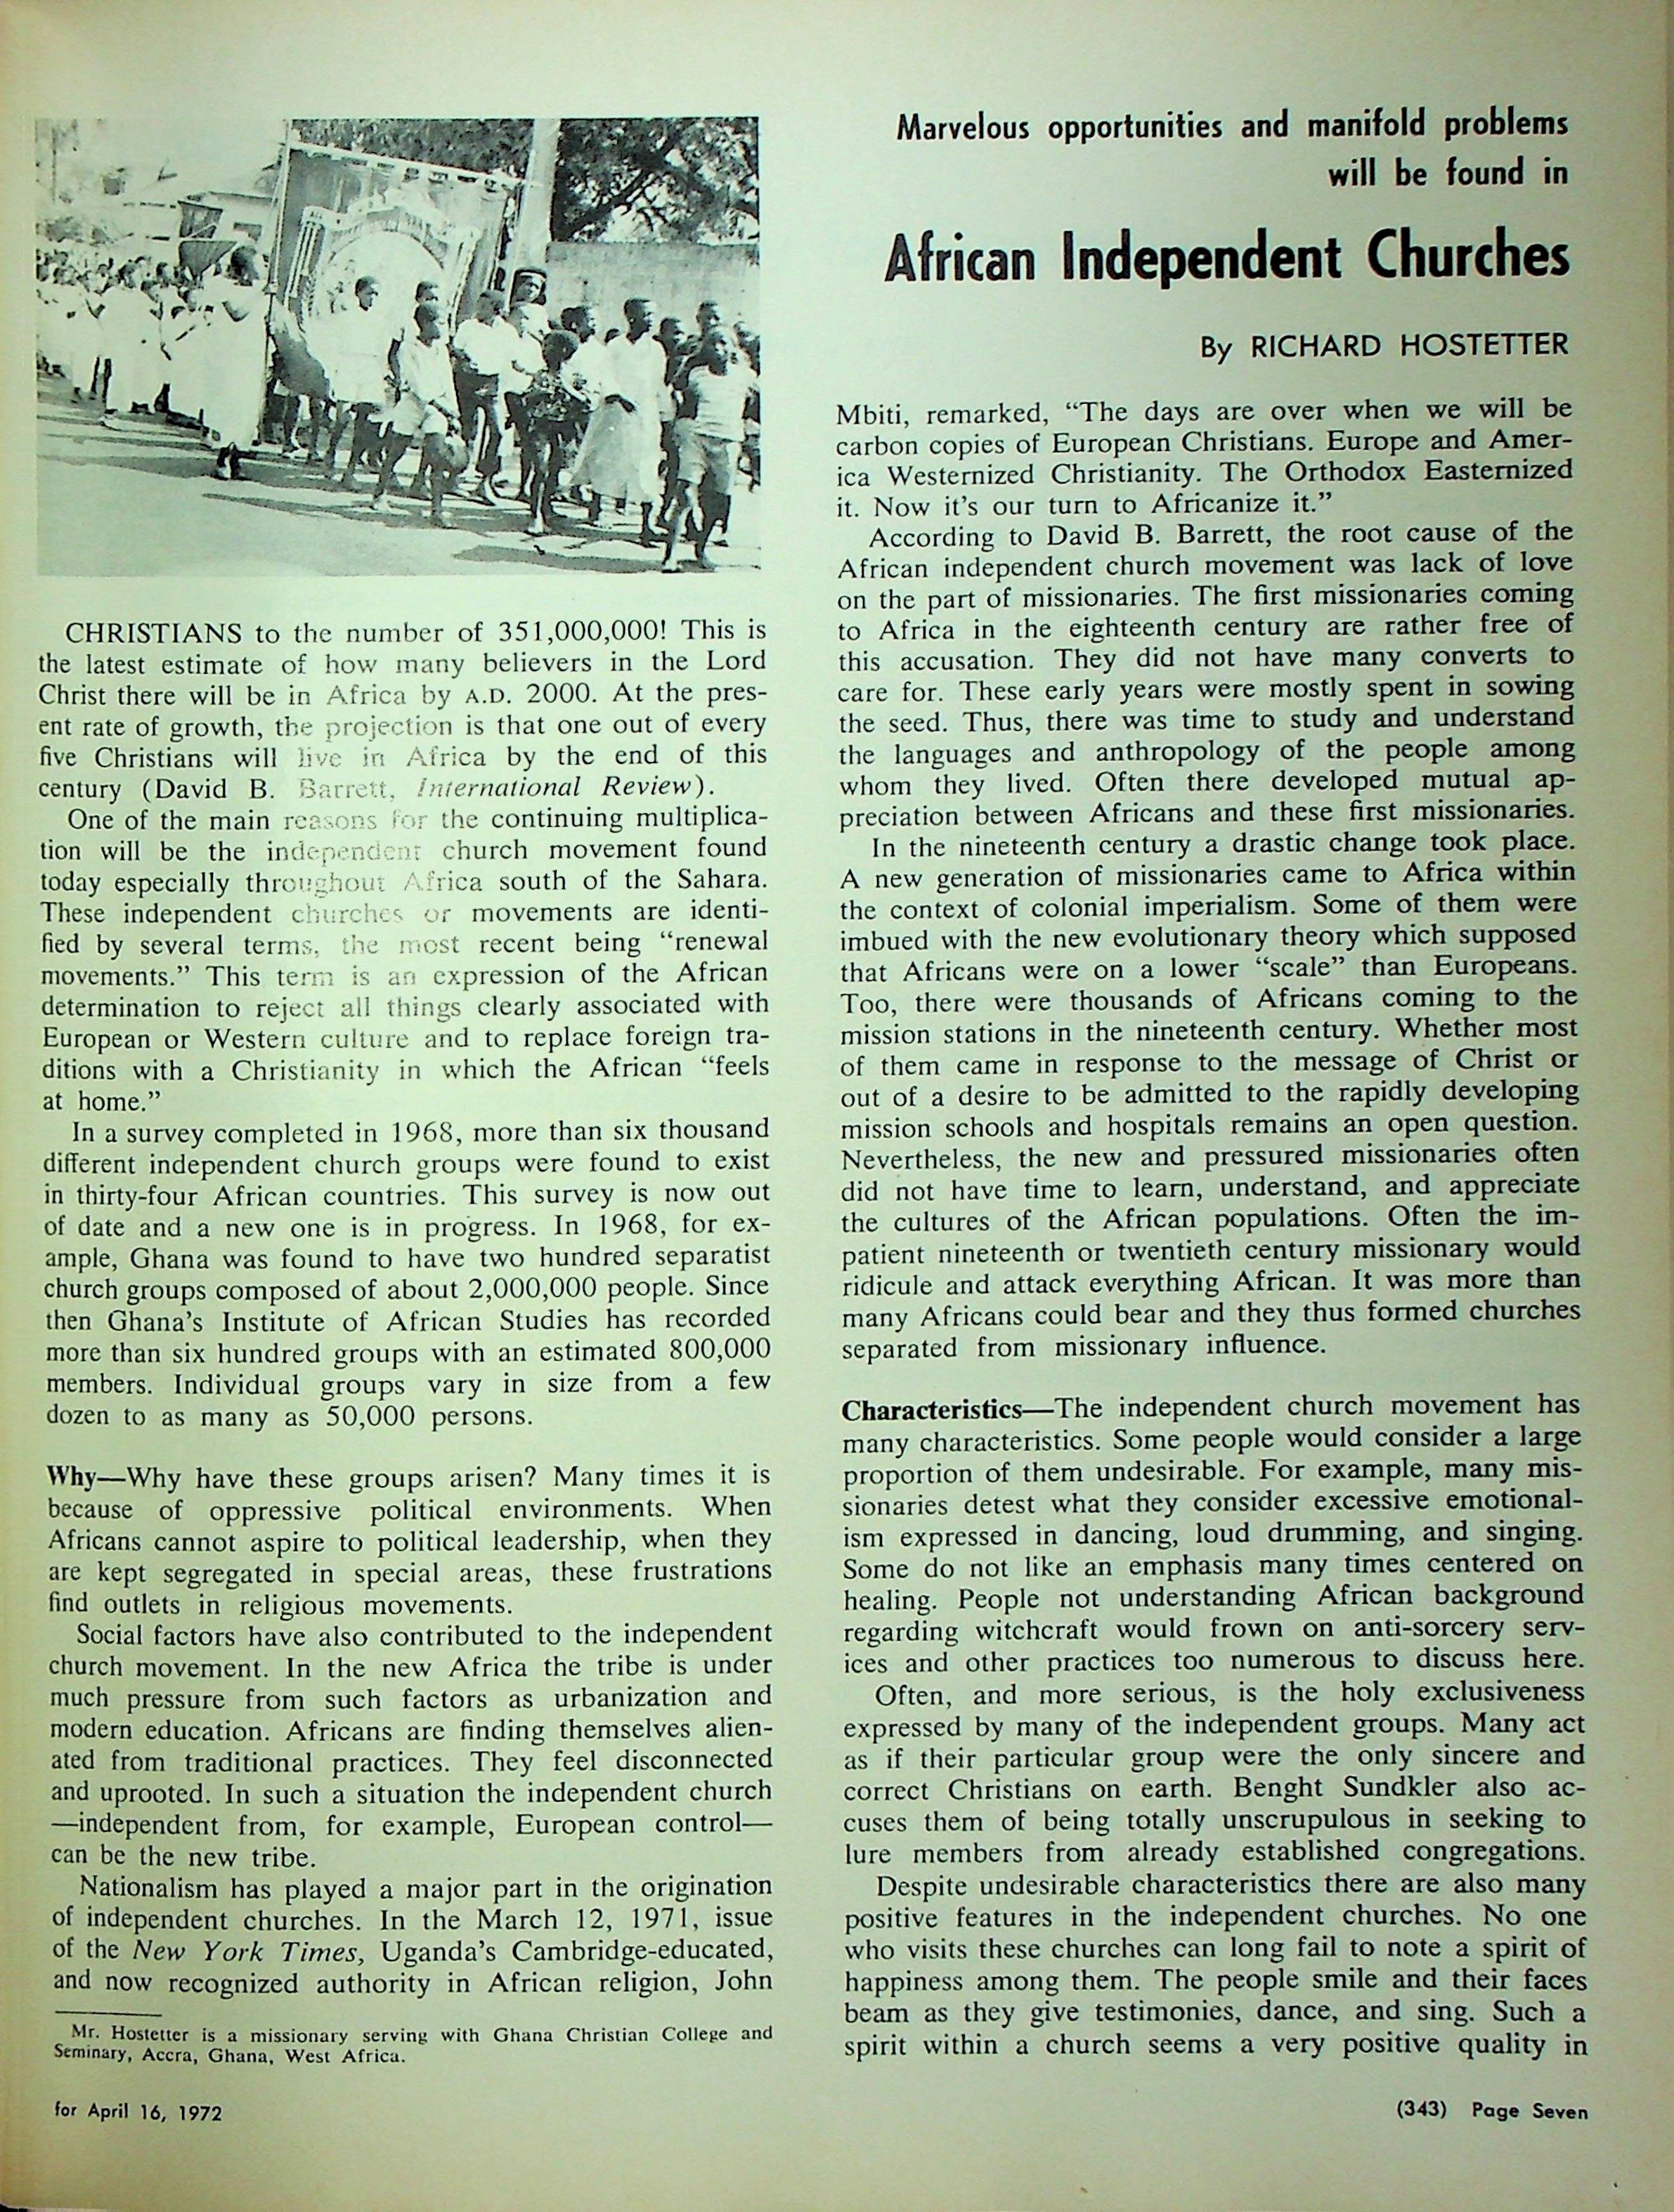 Marvelous opportunities and manifold problems
will be found in
African Independent Churches
By RICHARD HOSTETTER
CHRISTIANS to the number of 351,000,000! This is
the latest estimate of how many believers in the Lord
Christ there will be in Africa by A.D. 2000. At the pres-
ent rate of growth, the projection is that one out of every
five Christians will live in Africa by the end of this
century (David B. Barrett, International Review).
One of the main reasons for the continuing multiplica-
tion will be the independent church movement found
today especially throughout Africa south of the Sahara.
These independent churches or movements are identi-
fied by several terms, the most recent being “renewal
movements.” This term is an expression of the African
determination to reject all things clearly associated with
European or Western culture and to replace foreign tra-
ditions with a Christianity in which the African “feels
at home.”
In a survey completed in 1968, more than six thousand
different independent church groups were found to exist
in thirty-four African countries. This survey is now out
of date and a new one is in progress. In 1968, for ex-
ample, Ghana was found to have two hundred separatist
church groups composed of about 2,000,000 people. Since
then Ghana’s Institute of African Studies has recorded
more than six hundred groups with an estimated 800,000
members. Individual groups vary in size from a few
dozen to as many as 50,000 persons.
Why—Why have these groups arisen? Many times it is
because of oppressive political environments. When
Africans cannot aspire to political leadership, when they
are kept segregated in special areas, these frustrations
find outlets in religious movements.
Social factors have also contributed to the independent
church movement. In the new Africa the tribe is under
much pressure from such factors as urbanization and
modern education. Africans are finding themselves alien-
ated from traditional practices. They feel disconnected
and uprooted. In such a situation the independent church
—independent from, for example, European control—
can be the new tribe.
Nationalism has played a major part in the origination
of independent churches. In the March 12, 1971, issue
of the New York Times, Uganda’s Cambridge-educated,
and now recognized authority in African religion, John
Mr. Hostetter is a missionary serving with Ghana Christian College and
Seminary, Accra, Ghana, West Africa.
Mbiti, remarked, “The days are over when we will be
carbon copies of European Christians. Europe and Amer-
ica Westernized Christianity. The Orthodox Easternized
it. Now it’s our turn to Africanize it.”
According to David B. Barrett, the root cause of the
African independent church movement was lack of love
on the part of missionaries. The first missionaries coming
to Africa in the eighteenth century are rather free of
this accusation. They did not have many converts to
care for. These early years were mostly spent in sowing
the seed. Thus, there was time to study and understand
the languages and anthropology of the people among
whom they lived. Often there developed mutual ap-
preciation between Africans and these first missionaries.
In the nineteenth century a drastic change took place.
A new generation of missionaries came to Africa within
the context of colonial imperialism. Some of them were
imbued with the new evolutionary theory which supposed
that Africans were on a lower “scale” than Europeans.
Too, there were thousands of Africans coming to the
mission stations in the nineteenth century. Whether most
of them came in response to the message of Christ or
out of a desire to be admitted to the rapidly developing
mission schools and hospitals remains an open question.
Nevertheless, the new and pressured missionaries often
did not have time to learn, understand, and appreciate
the cultures of the African populations. Often the im-
patient nineteenth or twentieth century missionary would
ridicule and attack everything African. It was more than
many Africans could bear and they thus formed churches
separated from missionary influence.
Characteristics—The independent church movement has
many characteristics. Some people would consider a large
proportion of them undesirable. For example, many mis-
sionaries detest what they consider excessive emotional-
ism expressed in dancing, loud drumming, and singing.
Some do not like an emphasis many times centered on
healing. People not understanding African background
regarding witchcraft would frown on anti-sorcery serv-
ices and other practices too numerous to discuss here.
Often, and more serious, is the holy exclusiveness
expressed by many of the independent groups. Many act
as if their particular group were the only sincere and
correct Christians on earth. Benght Sundkler also ac-
cuses them of being totally unscrupulous in seeking to
lure members from already established congregations.
Despite undesirable characteristics there are also many
positive features in the independent churches. No one
who visits these churches can long fail to note a spirit of
happiness among them. The people smile and their faces
beam as they give testimonies, dance, and sing. Such a
spirit within a church seems a very positive quality in
for April 16, 1972
(343) Page Seven